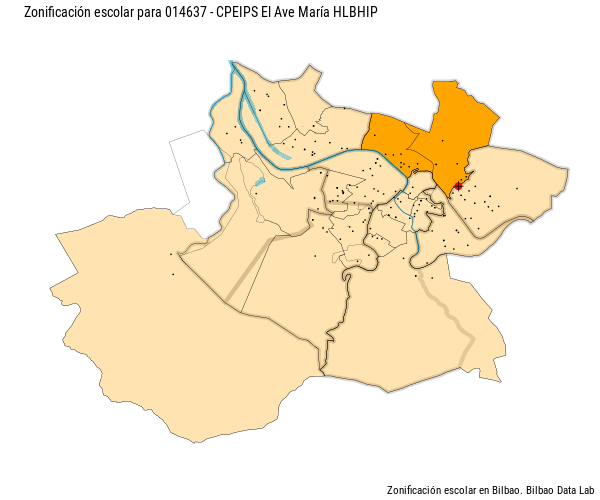 Zonificación escolar para 014637 - CPEIPS El Ave María HLBHIP
Zonificación escolar en Bilbao. Bilbao Data Lab